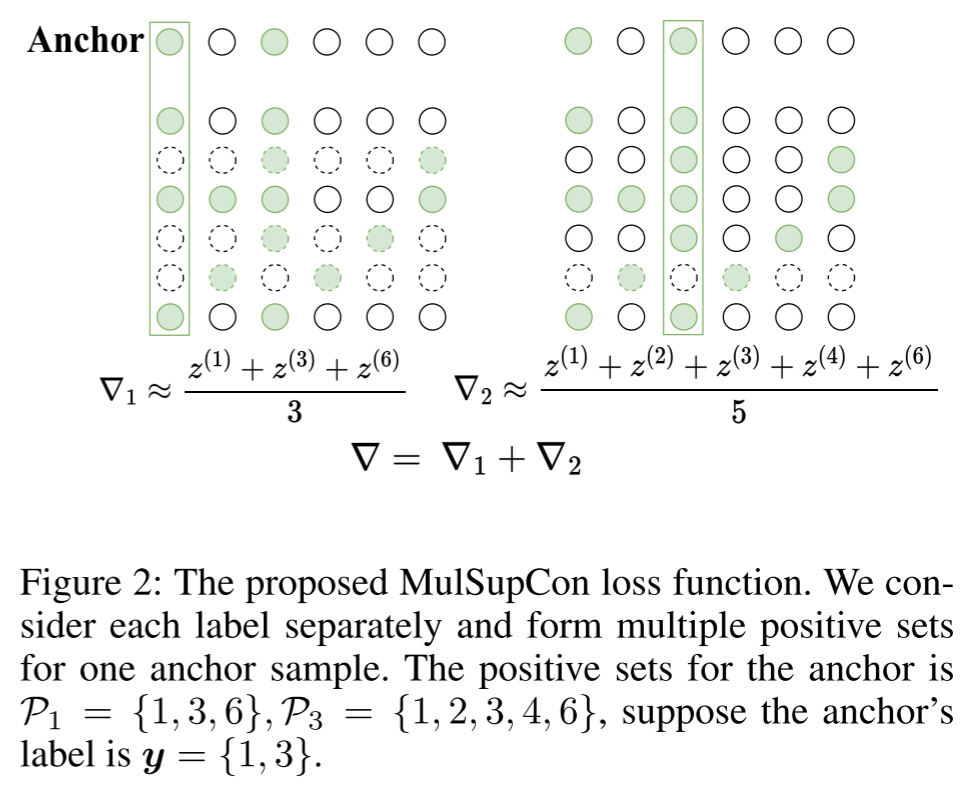 Anchor
∇₁ ≈ (z⁽¹⁾ + z⁽³⁾ + z⁽⁶⁾) / 3
∇₂ ≈ (z⁽¹⁾ + z⁽²⁾ + z⁽³⁾ + z⁽⁴⁾ + z⁽⁶⁾) / 5
∇ = ∇₁ + ∇₂
Figure 2: The proposed MulSupCon loss function. We con-
sider each label separately and form multiple positive sets
for one anchor sample. The positive sets for the anchor is
𝒫₁ = {1, 3, 6}, 𝒫₃ = {1, 2, 3, 4, 6}, suppose the anchor’s
label is 𝒚 = {1, 3}.